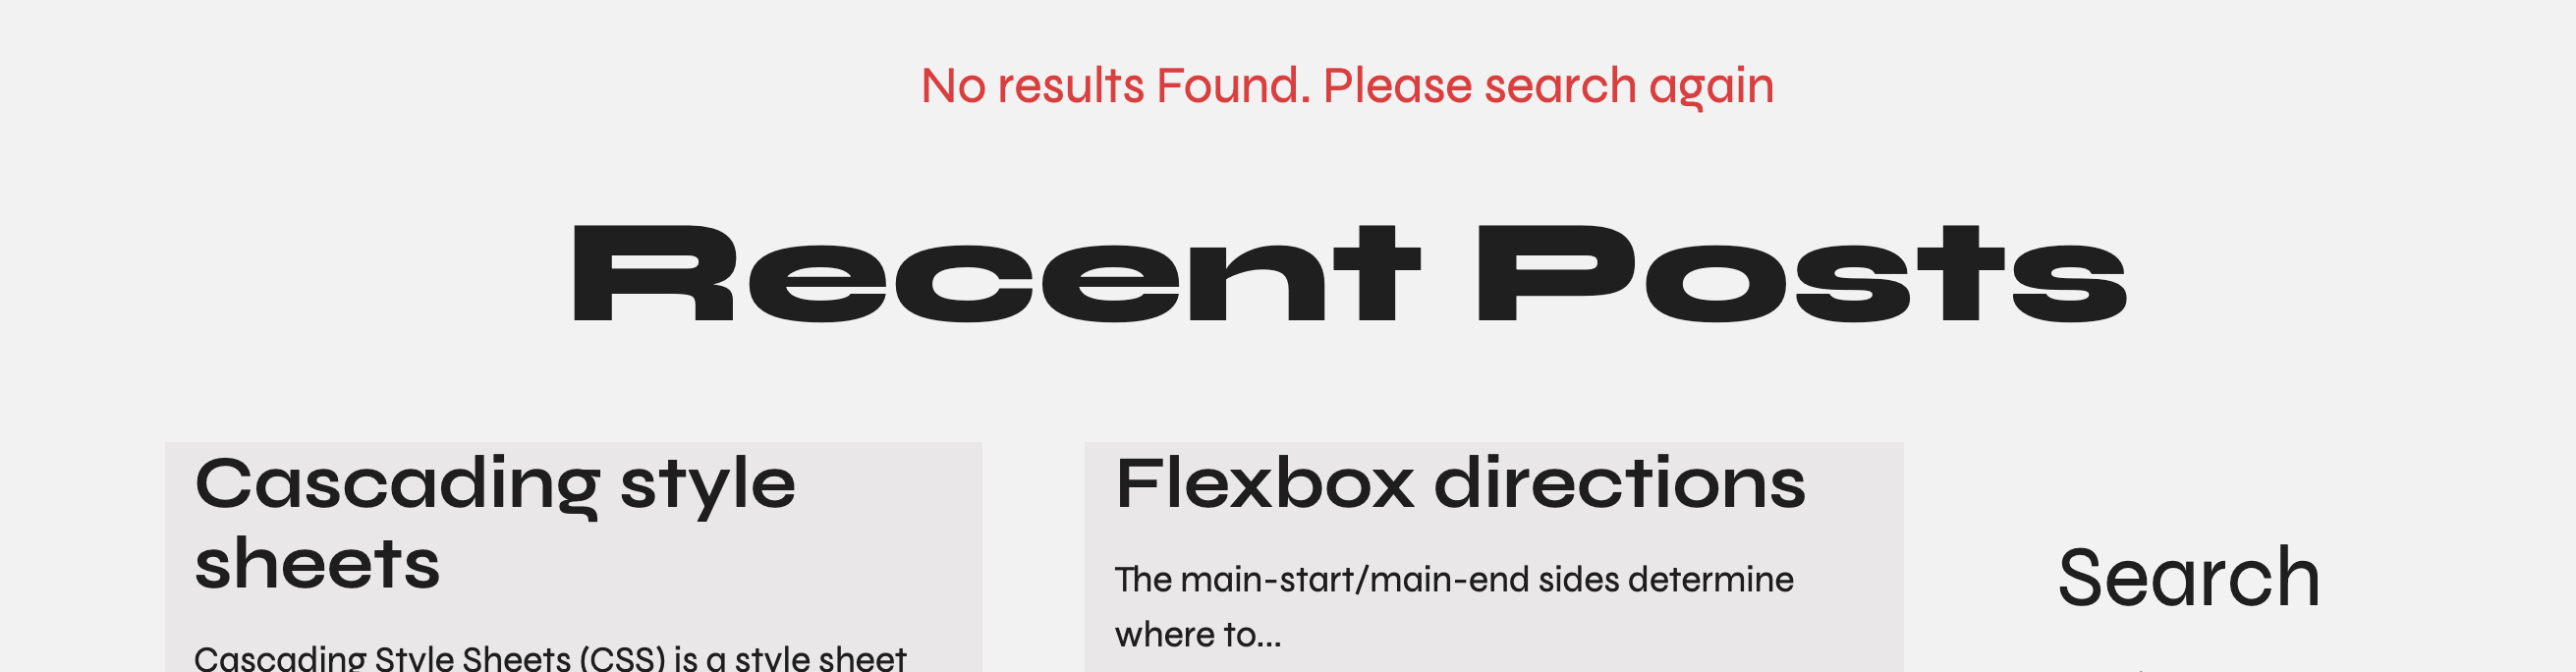 No results Found. Please search again
Recent Posts
Cascading style
sheets
Cascading Style Sheets (CSS) is a style sheet
Flexbox directions
The main-start/main-end sides determine
where to...
Search